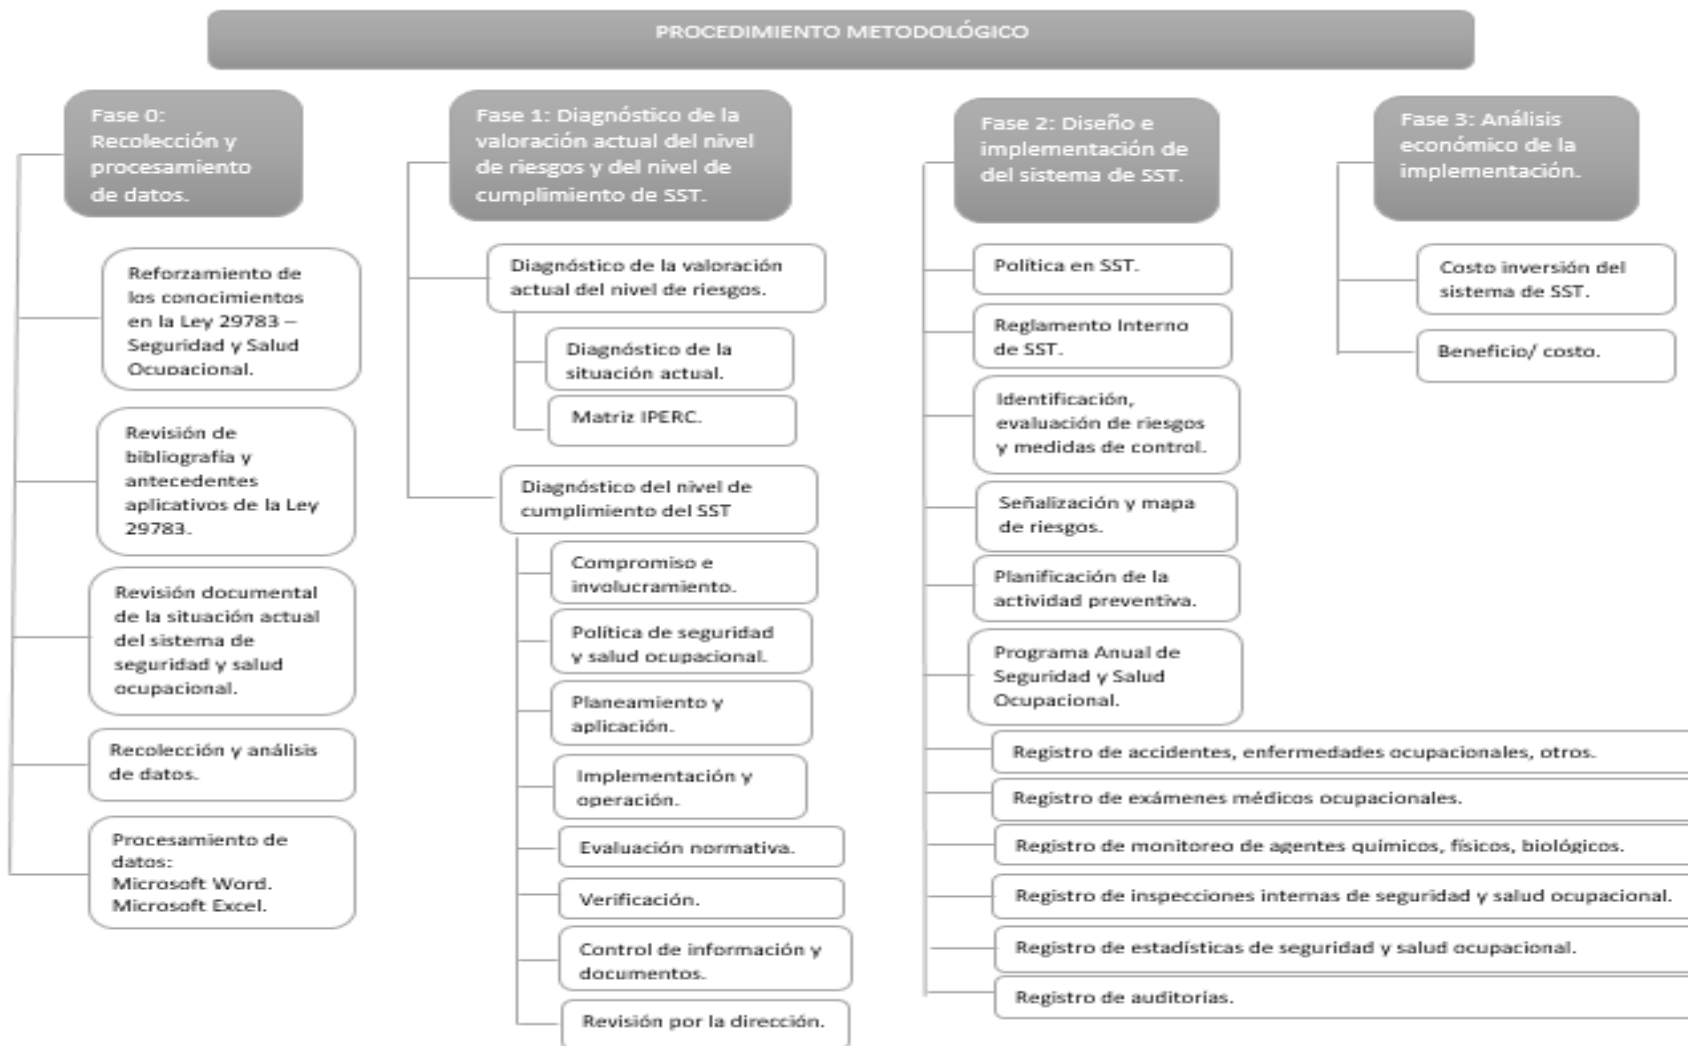 PROCEDIMIENTO METODOLÓGICO
Fase 0:
Recolección y
procesamiento
de datos.
Reforzamiento de
los conocimientos
en la Ley 29783 –
Seguridad y Salud
Ocupacional.
Revisión de
bibliografía y
antecedentes
aplicativos de la Ley
29783.
Revisión documental
de la situación actual
del sistema de
seguridad y salud
ocupacional.
Recolección y análisis
de datos.
Procesamiento de
datos:
Microsoft Word.
Microsoft Excel.
Fase 1: Diagnóstico de la
valoración actual del nivel
de riesgos y del nivel de
cumplimiento de SST.
Diagnóstico de la valoración
actual del nivel de riesgos.
Diagnóstico de la
situación actual.
Matriz IPERC.
Diagnóstico del nivel de
cumplimiento del SST
Compromiso e
involucramiento.
Política de seguridad
y salud ocupacional.
Planeamiento y
aplicación.
Implementación y
operación.
Evaluación normativa.
Verificación.
Control de información y
documentos.
Revisión por la dirección.
Fase 2: Diseño e
implementación de
del sistema de SST.
Política en SST.
Reglamento Interno
de SST.
Identificación,
evaluación de riesgos
y medidas de control.
Señalización y mapa
de riesgos.
Planificación de la
actividad preventiva.
Programa Anual de
Seguridad y Salud
Ocupacional.
Registro de accidentes, enfermedades ocupacionales, otros.
Registro de exámenes médicos ocupacionales.
Registro de monitoreo de agentes químicos, físicos, biológicos.
Registro de inspecciones internas de seguridad y salud ocupacional.
Registro de estadísticas de seguridad y salud ocupacional.
Registro de auditorías.
Fase 3: Análisis
económico de la
implementación.
Costo inversión del
sistema de SST.
Beneficio/ costo.